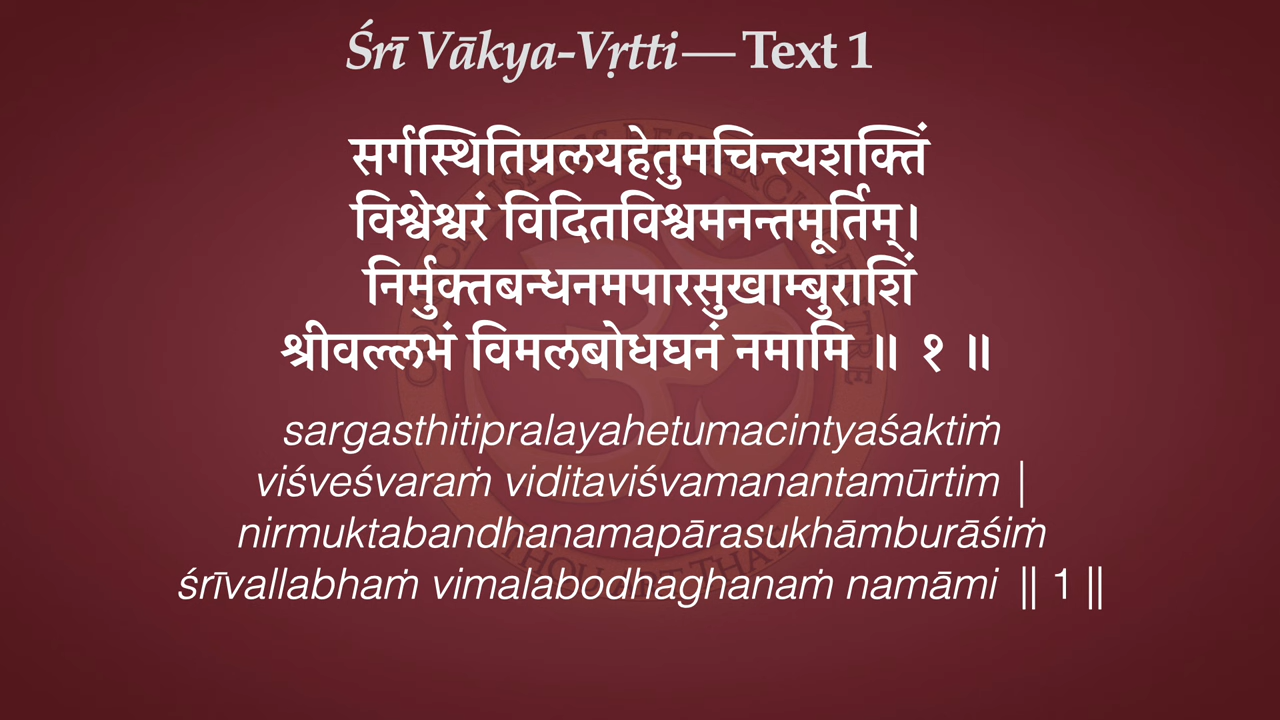 Śrī Vākya-Vṛtti—Text 1
सर्गस्थितिप्रलयहेतुमचिन्त्यशक्तिं
विश्वेश्वरं विदितविश्वमनन्तमूर्तिम्।
निर्मुक्तबन्धनमपारसुखाम्बुराशिं
श्रीवल्लभं विमलबोधघनं नमामि ॥ १ ॥
sargasthitipralayahetumacintyaśaktiṁ
viśveśvaraṁ viditaviśvamanantamūrtim |
nirmuktabandhanamapārasukhāmburāśiṁ
śrīvallabhaṁ vimalabodhaghanaṁ namāmi || 1 ||